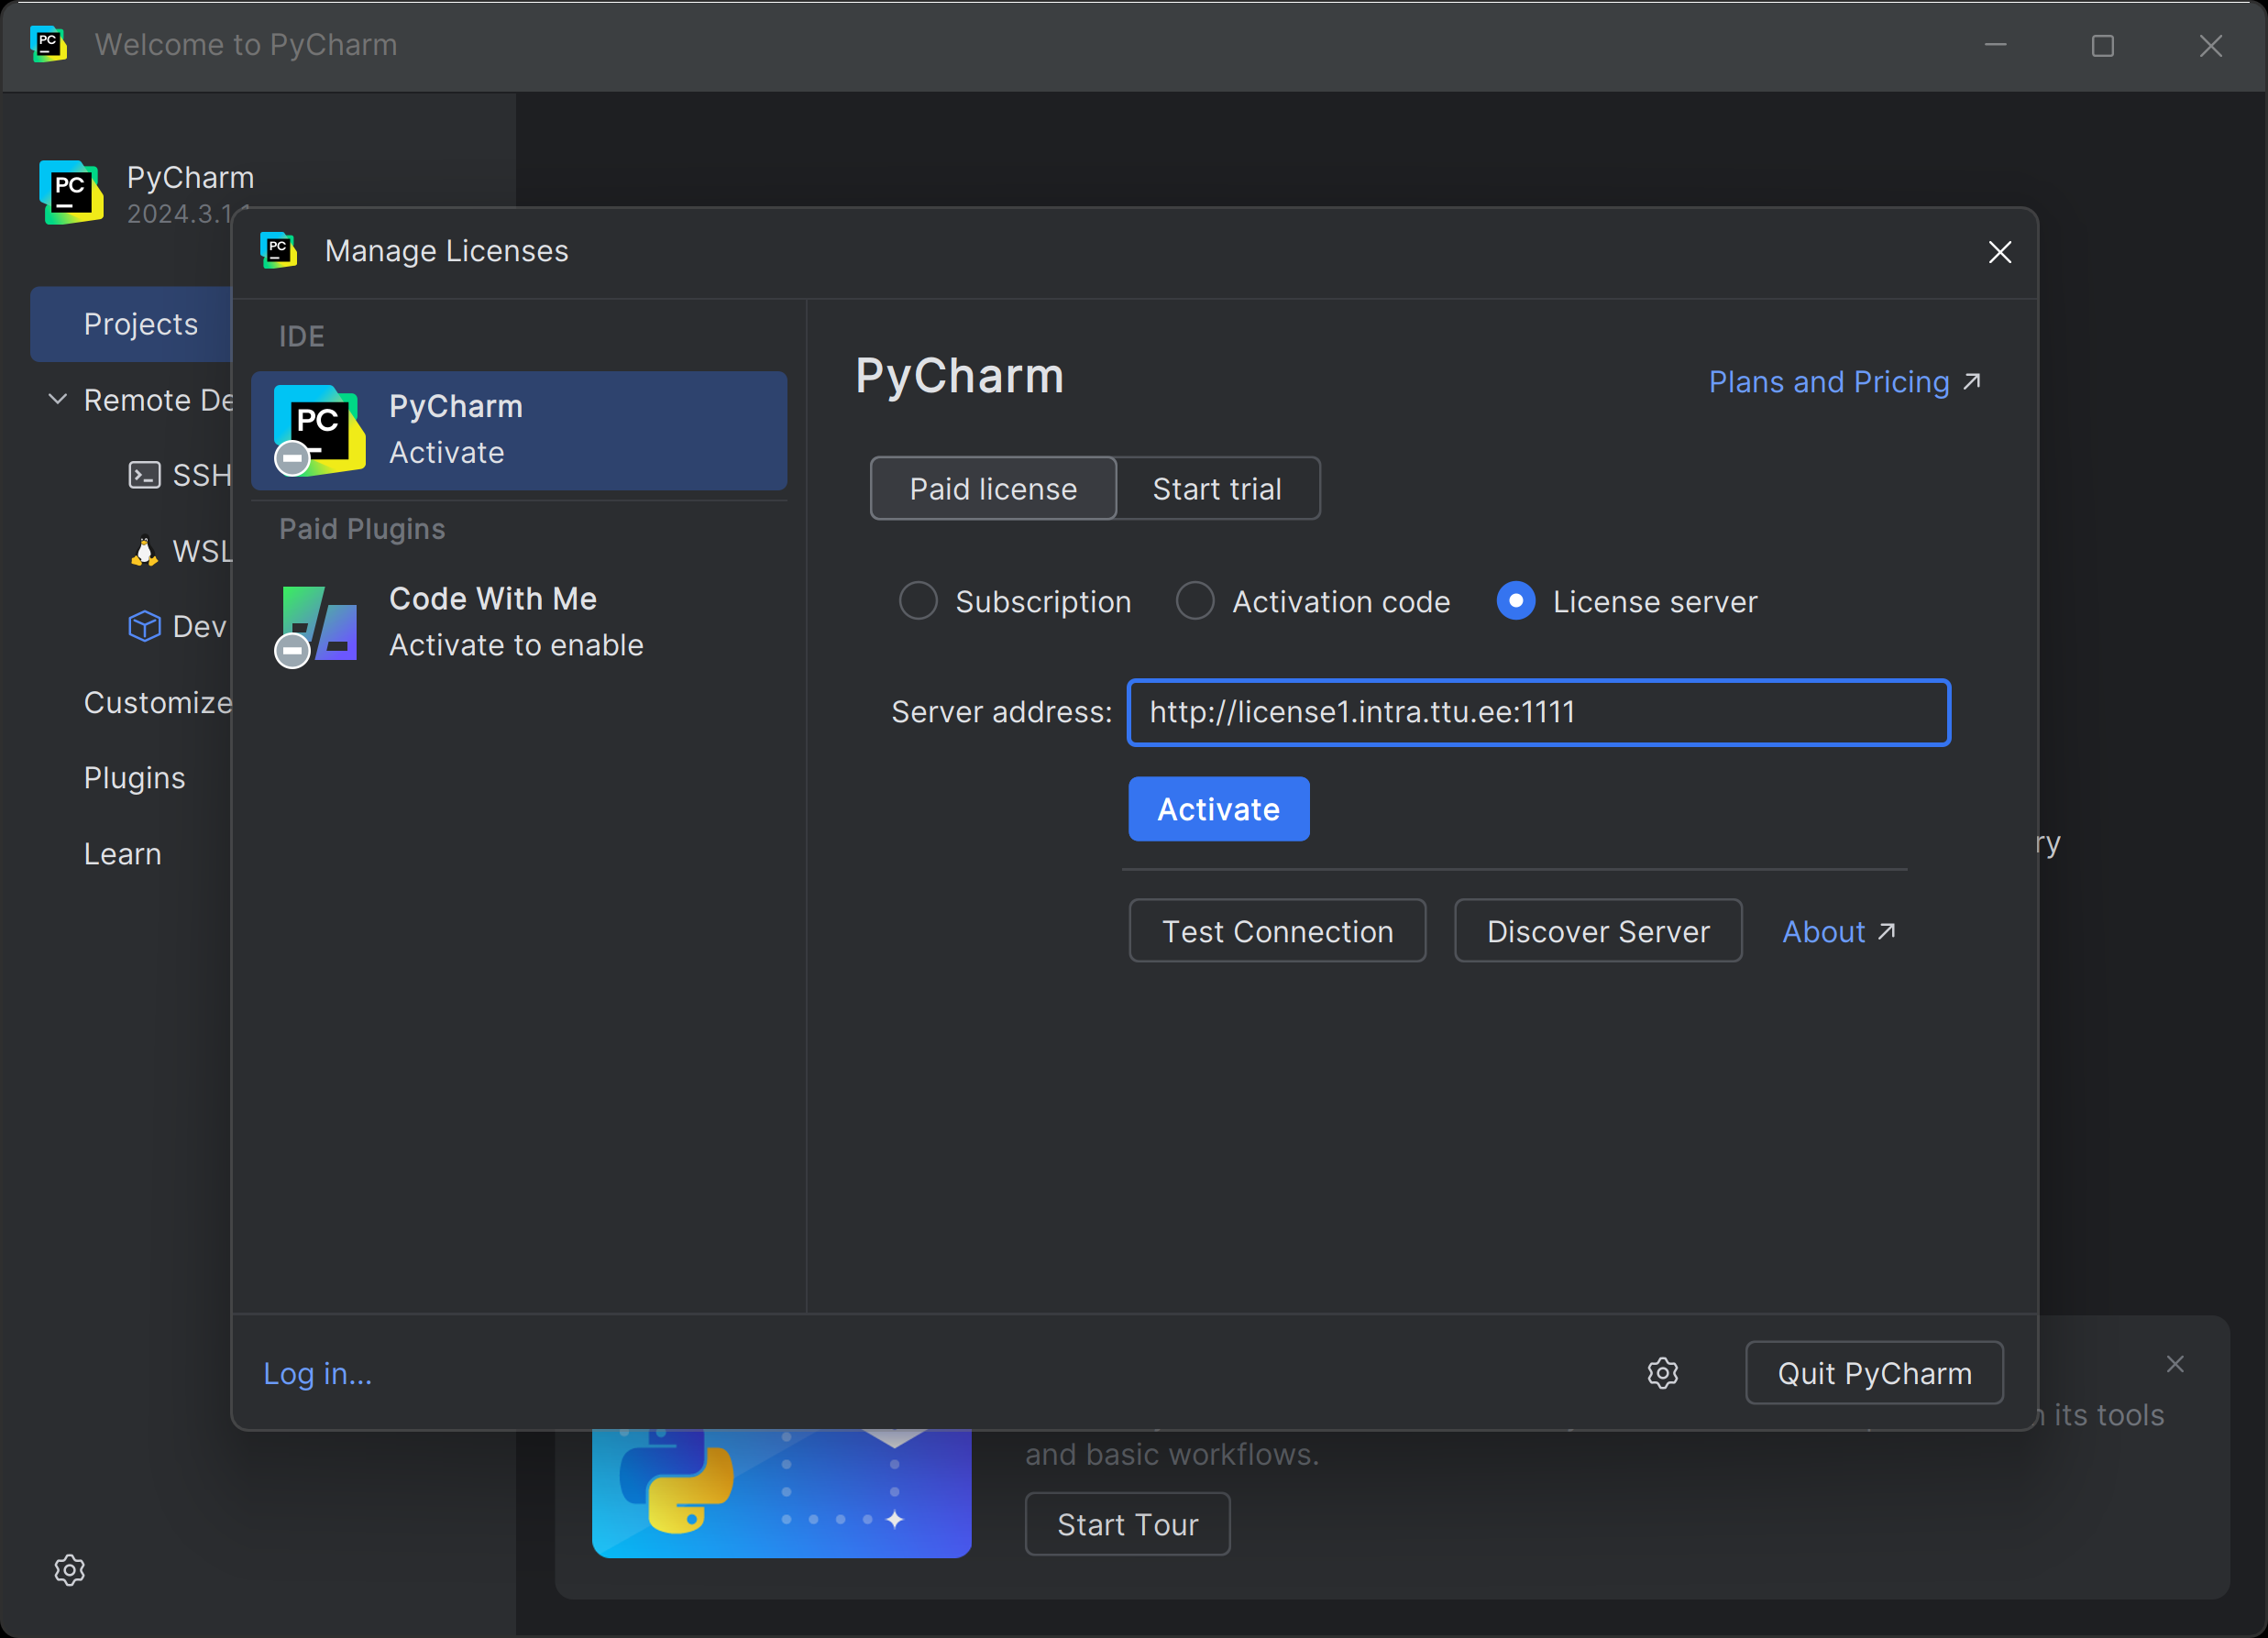 Welcome to PyCharm
PyCharm
2024.3.1.1
Projects
Remote De
SSH
WSL
Dev
Customize
Plugins
Learn
Manage Licenses
IDE
PyCharm
Activate
Paid Plugins
Code With Me
Activate to enable
PyCharm
Plans and Pricing
Paid license Start trial
Subscription Activation code License server
Server address: http://license1.intra.ttu.ee:1111
Activate
Test Connection Discover Server About
Log in...
Quit PyCharm
ry
its tools
and basic workflows.
Start Tour